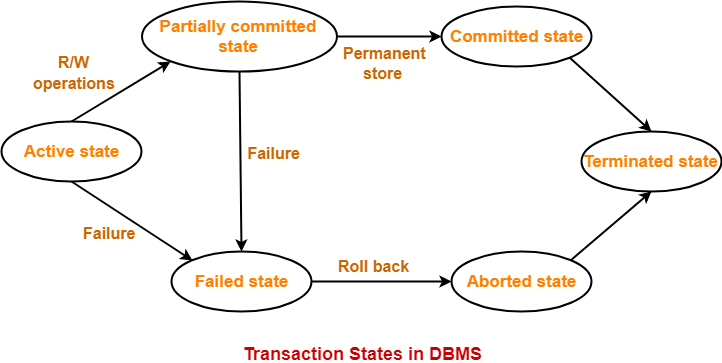 Partially committed
state
Committed state
R/W
operations
Permanent
store
Active state
Failure
Terminated state
Failure
Failed state
Roll back
Aborted state
Transaction States in DBMS